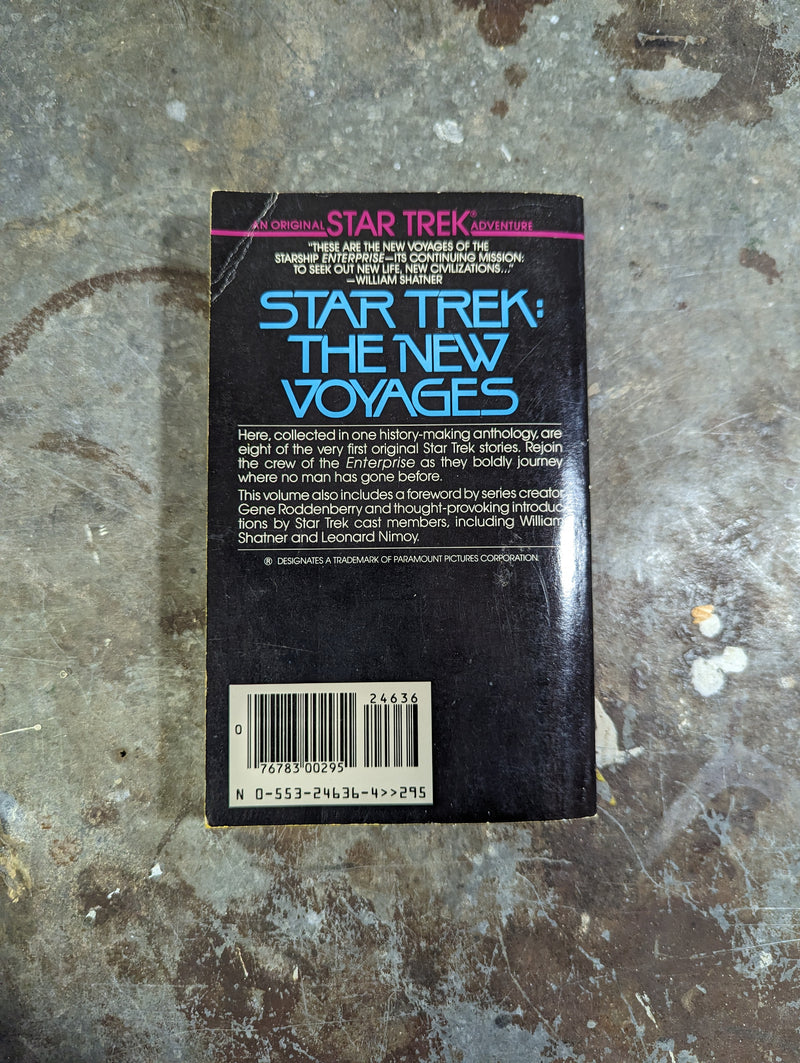 AN ORIGINAL STAR TREK® ADVENTURE
"THESE ARE THE NEW VOYAGES OF THE
STARSHIP ENTERPRISE—ITS CONTINUING MISSION:
TO SEEK OUT NEW LIFE, NEW CIVILIZATIONS..."
—WILLIAM SHATNER
STAR TREK:
THE NEW
VOYAGES
Here, collected in one history-making anthology, are
eight of the very first original Star Trek stories. Rejoin
the crew of the Enterprise as they boldly journey
where no man has gone before.
This volume also includes a foreword by series creator
Gene Roddenberry and thought-provoking introduc
tions by Star Trek cast members, including William
Shatner and Leonard Nimoy.
® DESIGNATES A TRADEMARK OF PARAMOUNT PICTURES CORPORATION.
24636
0
76783 00295
N 0-553-24636-4>>295